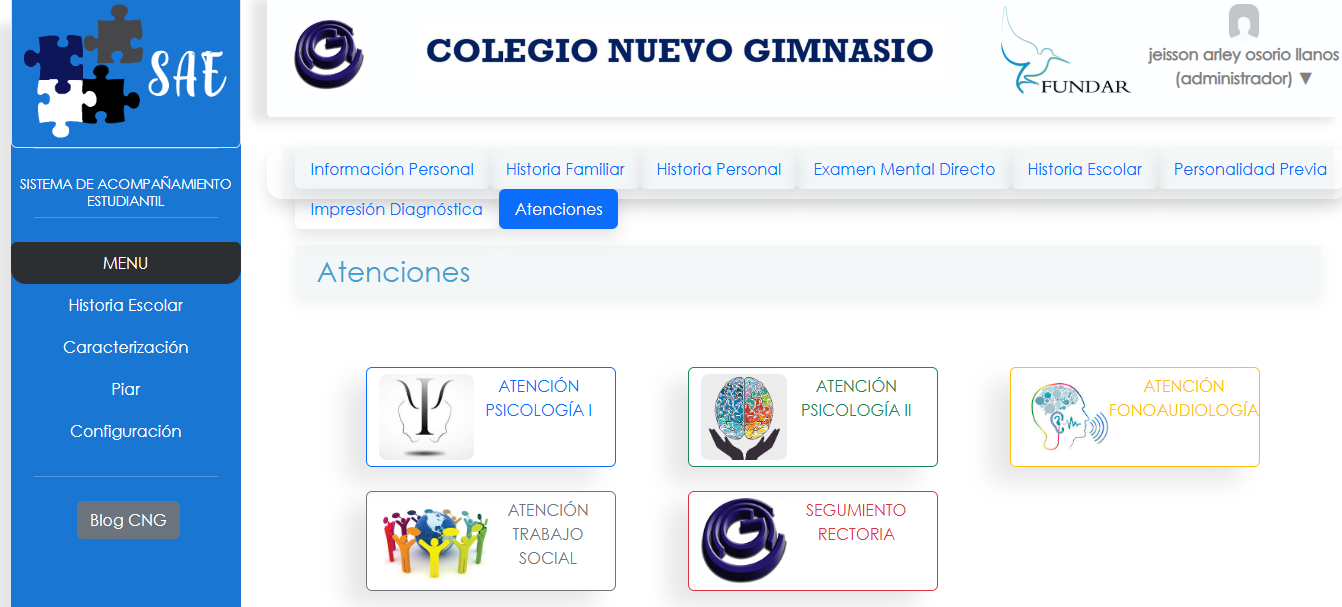 SAE
SISTEMA DE ACOMPAÑAMIENTO
ESTUDIANTIL
MENU
Historia Escolar
Caracterización
Piar
Configuración
Blog CNG
COLEGIO NUEVO GIMNASIO
FUNDAR
jeisson arley osorio llanos
(administrador) ▼
Información Personal
Historia Familiar
Historia Personal
Examen Mental Directo
Historia Escolar
Personalidad Previa
Impresión Diagnóstica
Atenciones
Atenciones
ATENCIÓN
PSICOLOGÍA I
ATENCIÓN
PSICOLOGÍA II
ATENCIÓN
FONOAUDIOLOGÍA
ATENCIÓN
TRABAJO
SOCIAL
SEGUMIENTO
RECTORIA